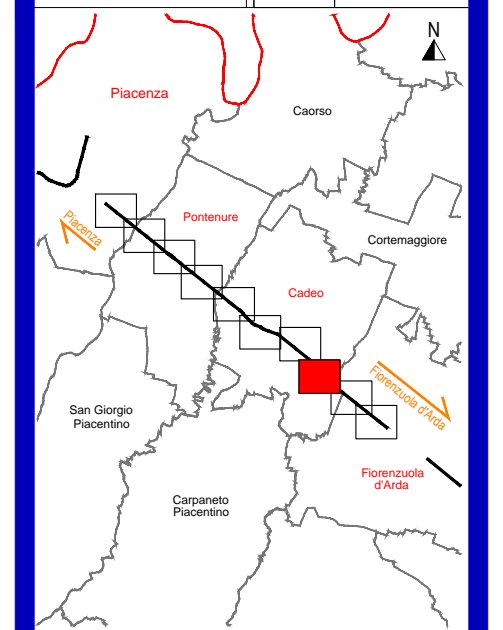 N
Piacenza
Caorso
Piacenza
Pontenure
Cortemaggiore
Cadeo
Fiorenzuola d'Arda
San Giorgio
Piacentino
Fiorenzuola
d'Arda
Carpaneto
Piacentino